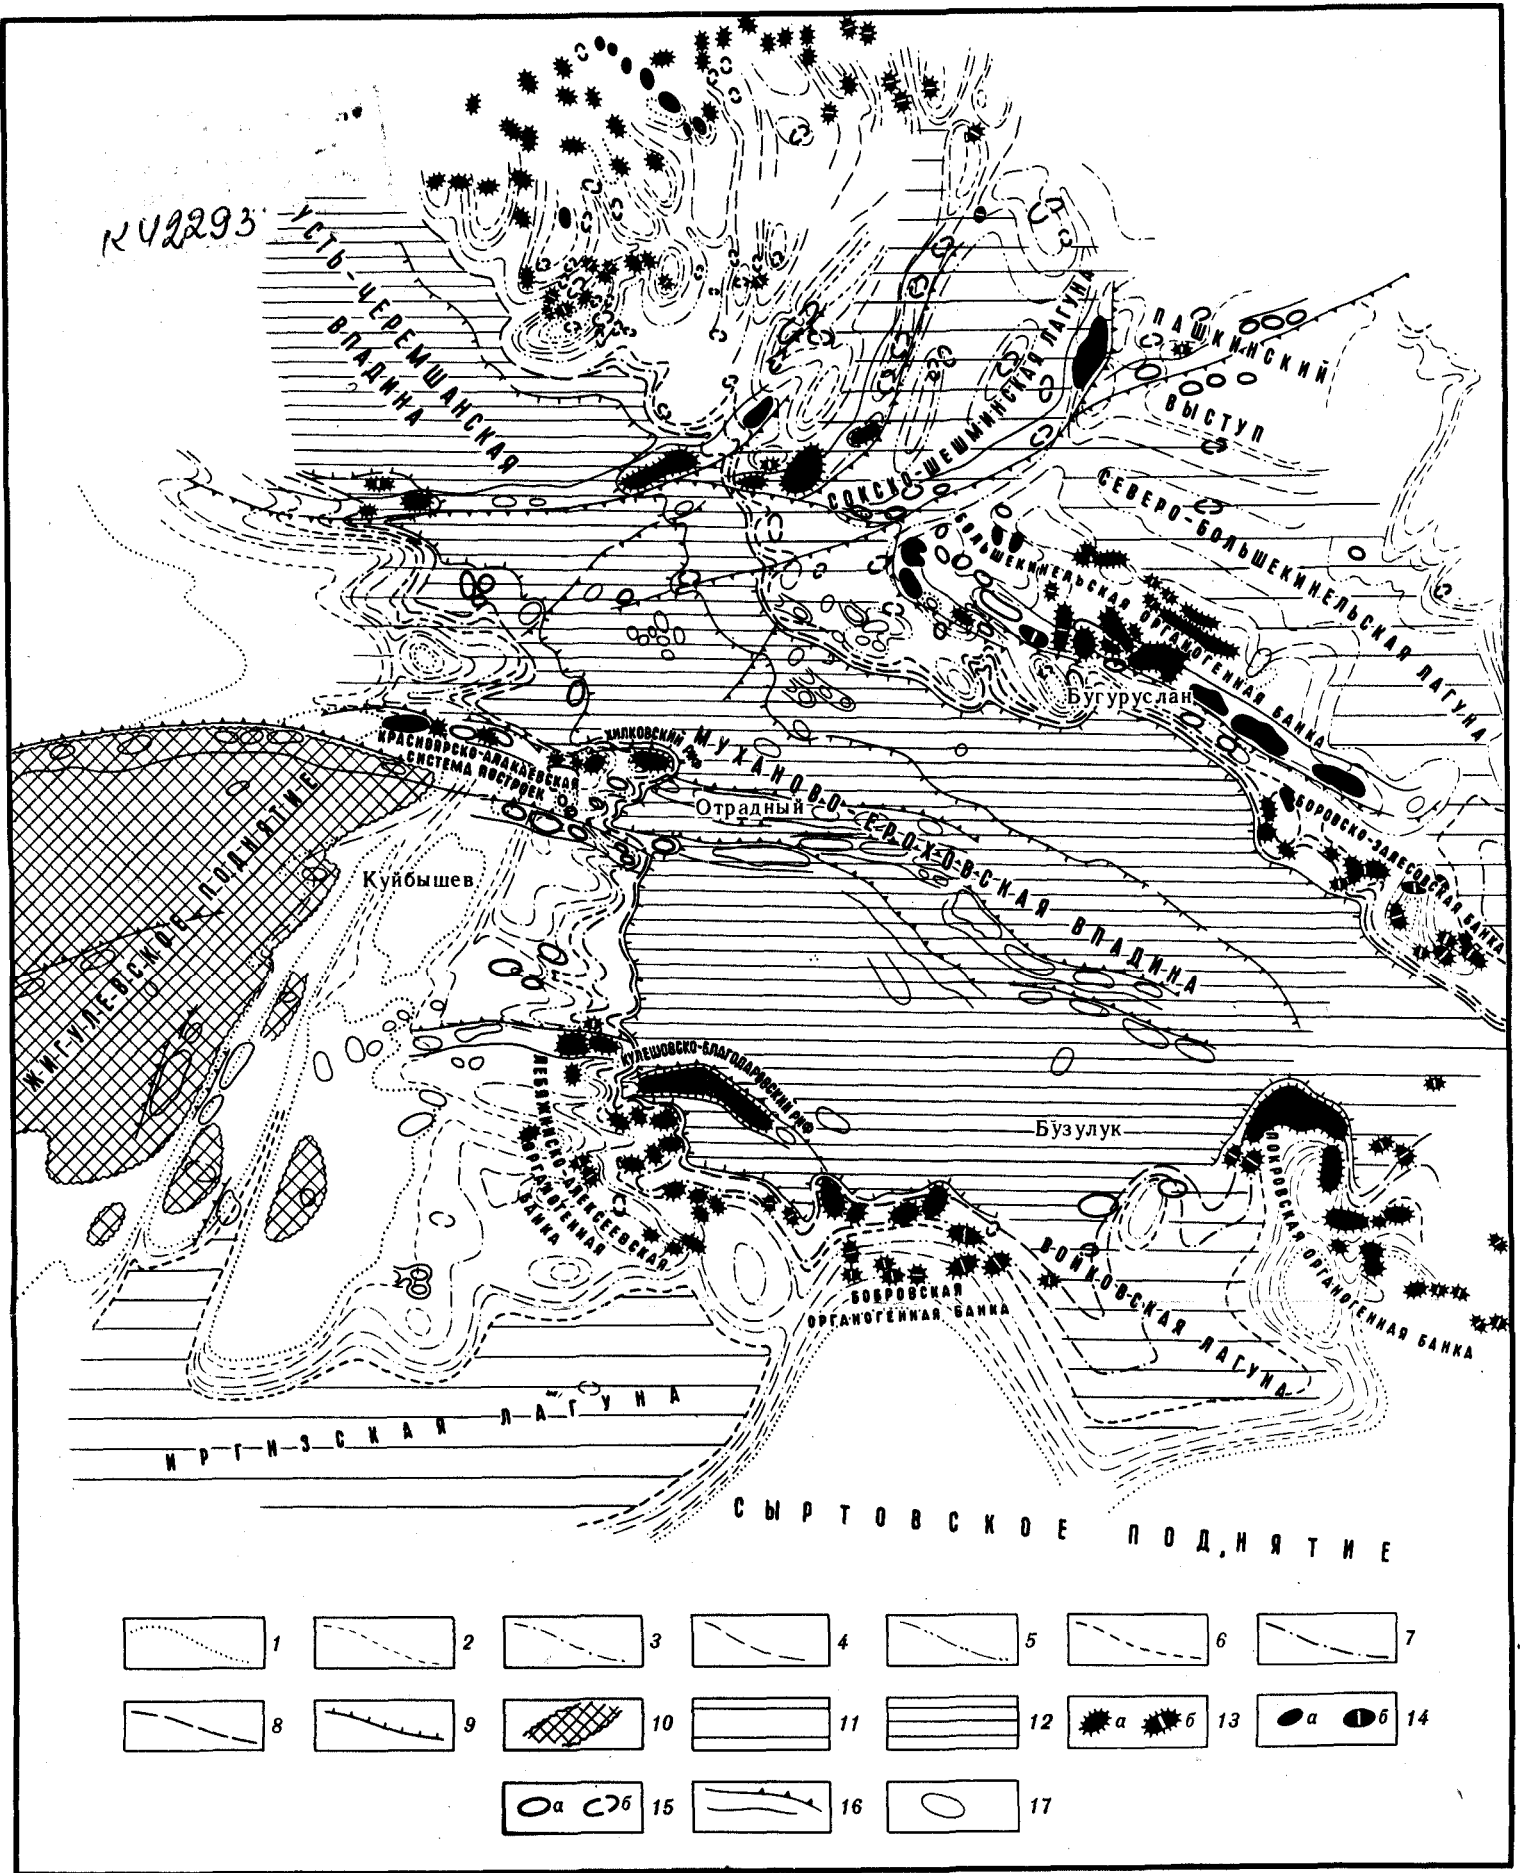 К 42293
УСТЬ-ЧЕРЕМШАНСКАЯ
ВПАДИНА
СОКСКО-ШЕШМИНСКАЯ ЛАГУНА
ПАШКИНСКИЙ
ВЫСТУП
СЕВЕРО-БОЛЬШЕКИНЕЛЬСКАЯ ЛАГУНА
БОЛЬШЕКИНЕЛЬСКАЯ
ОРГАНОГЕННАЯ БАНКА
Бугуруслан
КРАСНОЯРСКО-АЛАКАЕВСКАЯ
СИСТЕМА ПОСТРОЕК
ХИЛКОВСКИЙ РИФ
МУХАНОВО-ЕРОХОВСКАЯ ВПАДИНА
Отрадный
БОРОВСКО-ЗАЛЕСОВСКАЯ БАНКА
Куйбышев
ЖИГУЛЕВСКОЕ ПОДНЯТИЕ
КУЛЕШОВСКО-БЛАГОДАРОВСКИЙ РИФ
ЛЕБЯЖИНСКО-АЛЕКСЕЕВСКАЯ
ОРГАНОГЕННАЯ
БАНКА
Бузулук
ПОКРОВСКАЯ ОРГАНОГЕННАЯ БАНКА
ВОЙКОВСКАЯ ЛАГУНА
БОБРОВСКАЯ
ОРГАНОГЕННАЯ БАНКА
ИРГИЗСКАЯ ЛАГУНА
СЫРТОВСКОЕ ПОДНЯТИЕ
1 2 3 4 5 6 7
8 9 10 11 12 а б 13 а б 14
а б 15 16 17